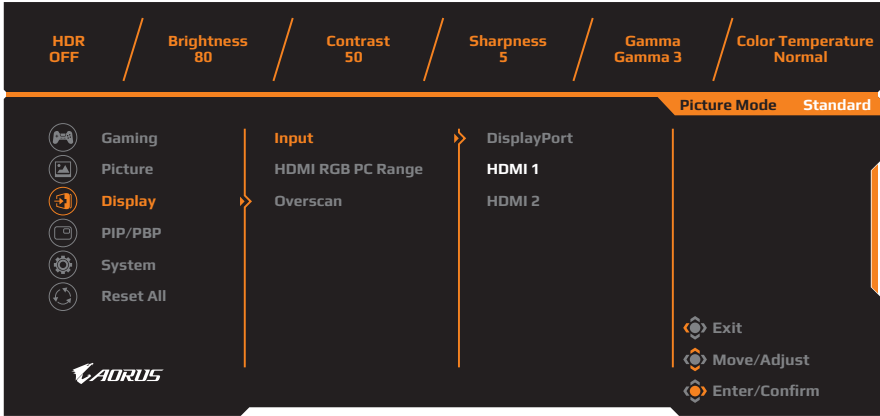 HDR Brightness Contrast Sharpness Gamma Color Temperature
OFF 80 50 5 Gamma 3 Normal
Picture Mode Standard
Gaming Input DisplayPort
Picture HDMI RGB PC Range HDMI 1
Display Overscan HDMI 2
PIP/PBP
System
Reset All
Exit
Move/Adjust
Enter/Confirm
AORUS